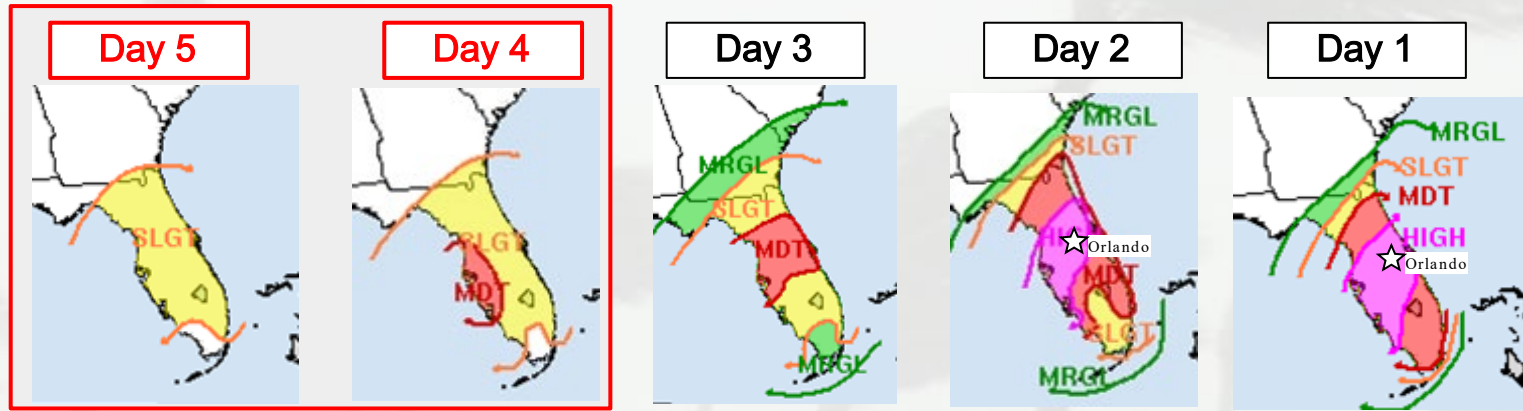 Day 5
Day 4
Day 3
Day 2
Day 1
SLGT
SLGT
MDT
MRGL
SLGT
MDT
MRGL
MRGL
SLGT
HIGH
Orlando
MDT
SLGT
MRGL
MRGL
SLGT
MDT
HIGH
Orlando